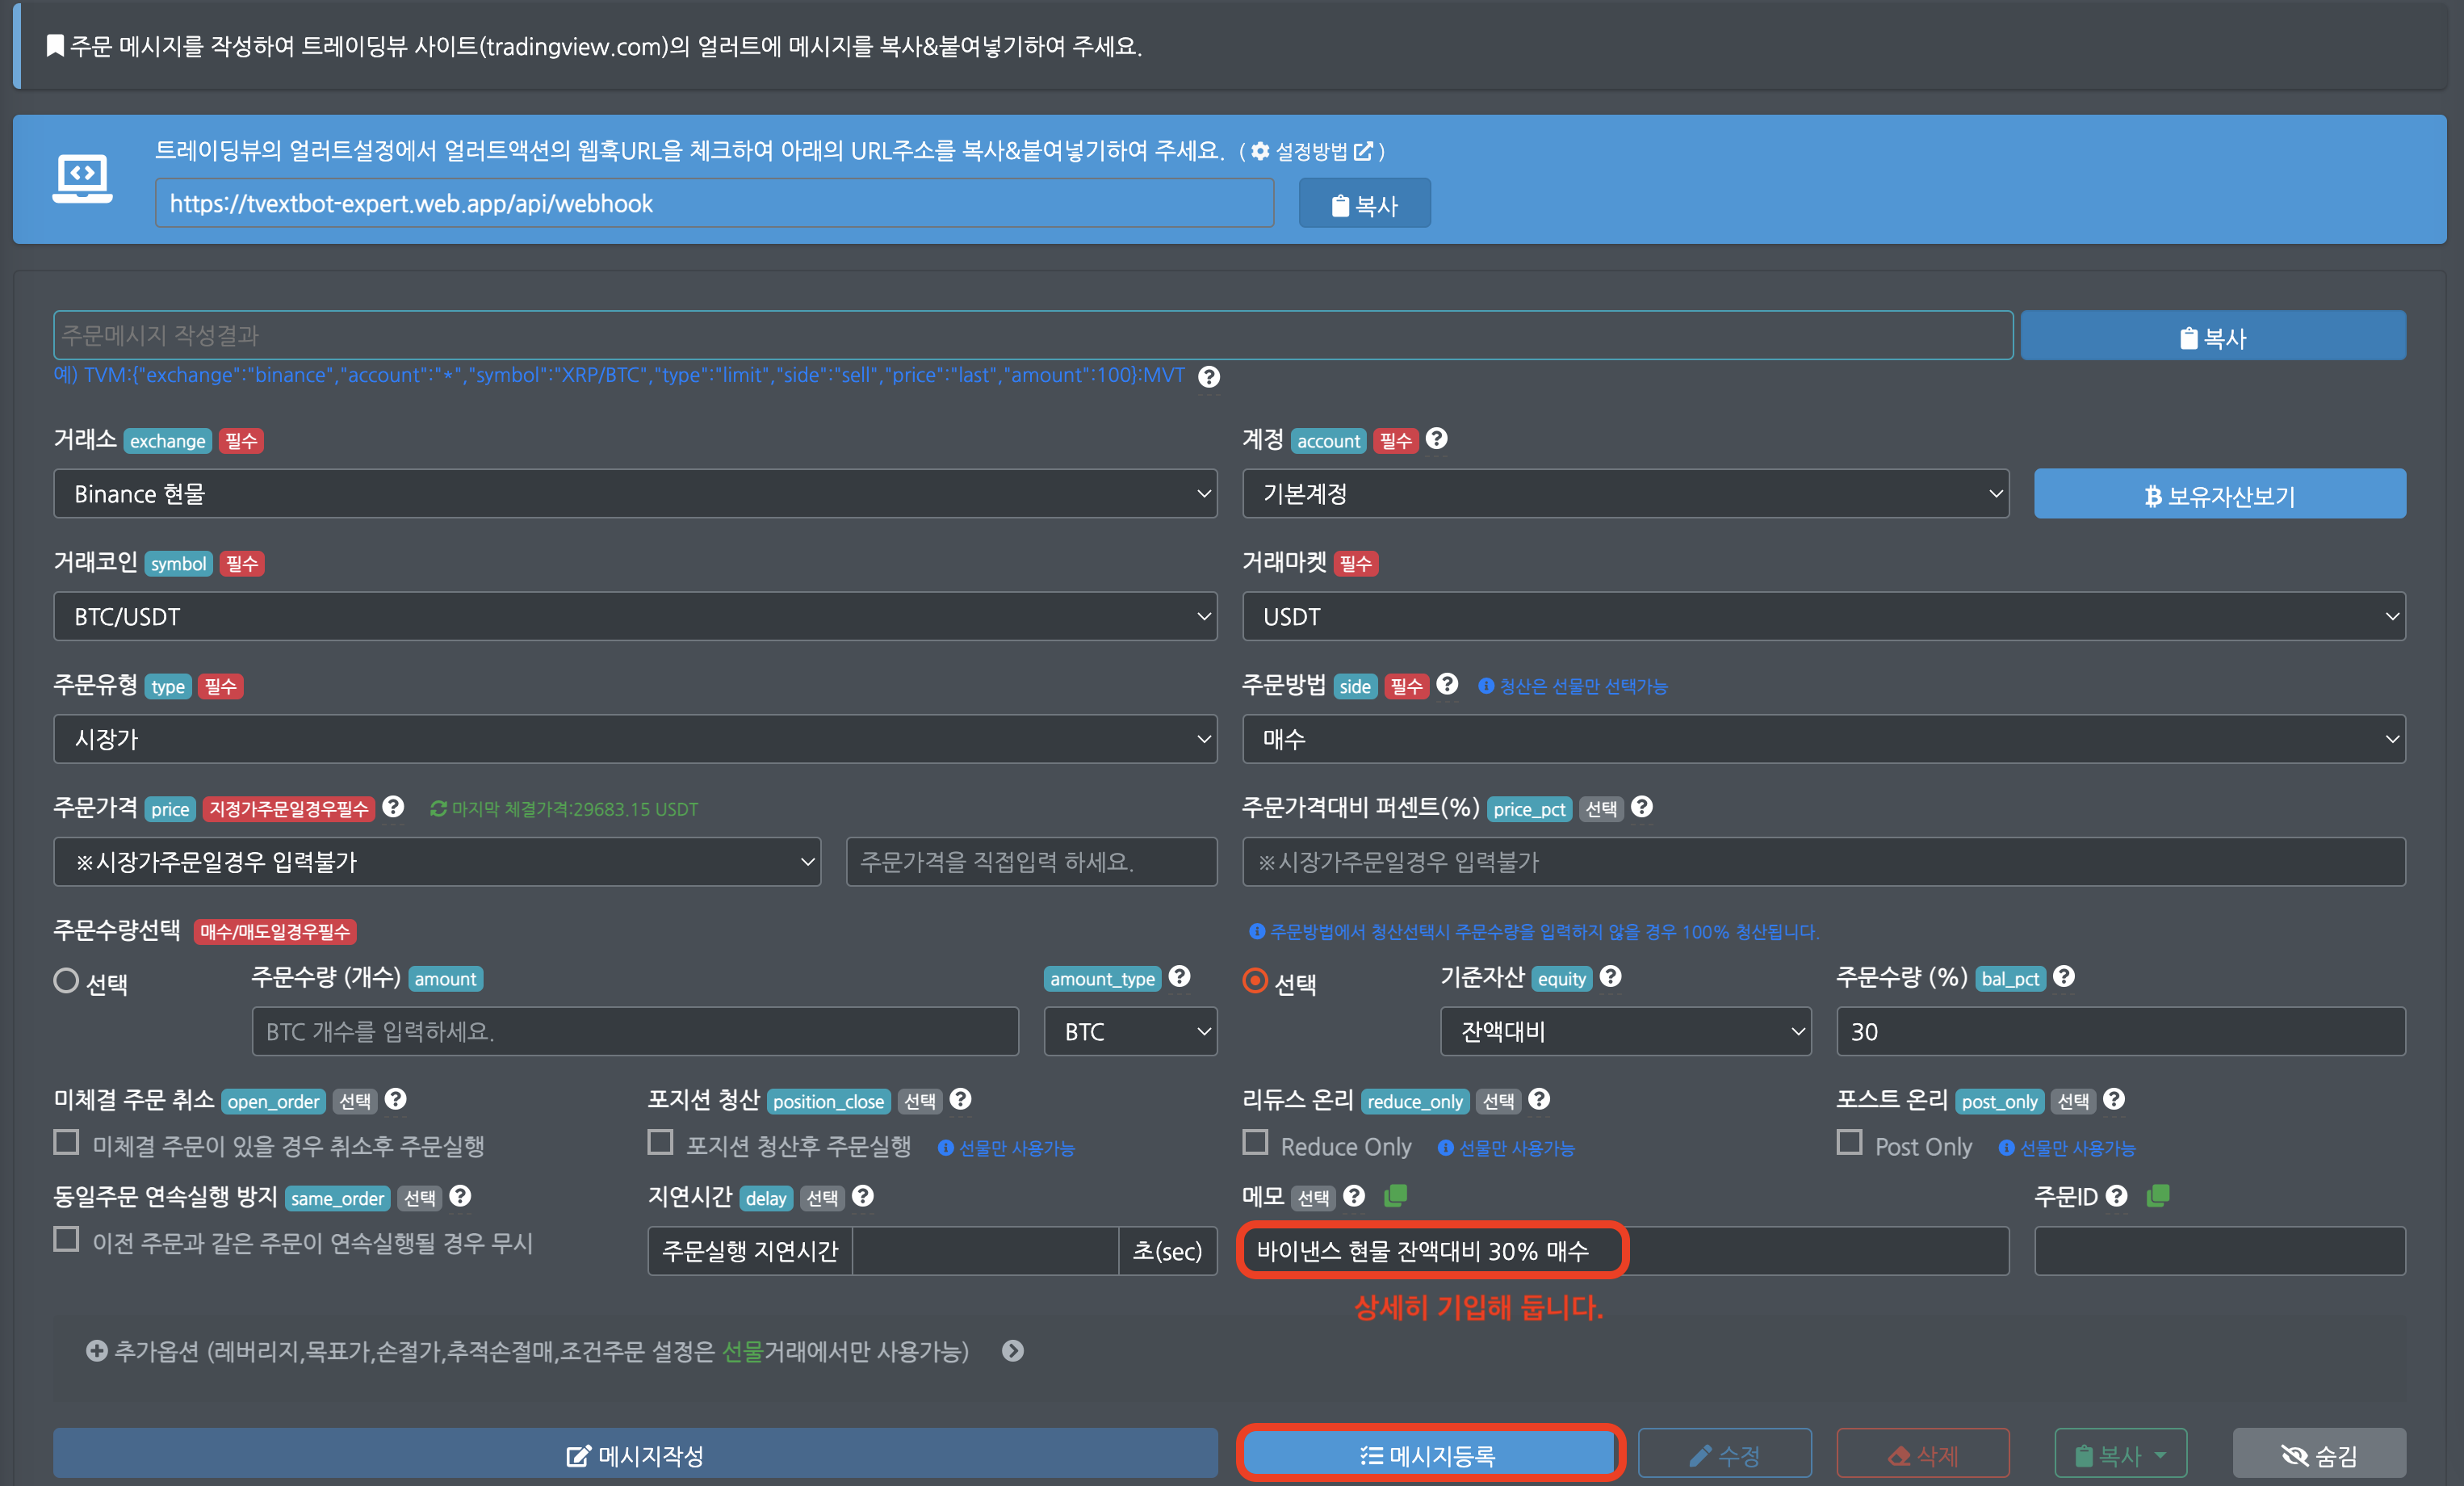 주문 메시지를 작성하여 트레이딩뷰 사이트(tradingview.com)의 얼러트에 메시지를 복사&붙여넣기하여 주세요.
트레이딩뷰의 얼러트설정에서 얼러트액션의 웹훅URL을 체크하여 아래의 URL주소를 복사&붙여넣기하여 주세요. ( 설정방법 )
https://tvextbot-expert.web.app/api/webhook 복사
주문메시지 작성결과 복사
예) TVM:{"exchange":"binance","account":"*","symbol":"XRP/BTC","type":"limit","side":"sell","price":"last","amount":100}:MVT
거래소 exchange 필수 계정 account 필수
Binance 현물 기본계정 보유자산보기
거래코인 symbol 필수 거래마켓 필수
BTC/USDT USDT
주문유형 type 필수 주문방법 side 필수 청산은 선물만 선택가능
시장가 매수
주문가격 price 지정가주문일경우필수 마지막 체결가격:29683.15 USDT 주문가격대비 퍼센트(%) price_pct 선택
※시장가주문일경우 입력불가 주문가격을 직접입력 하세요. ※시장가주문일경우 입력불가
주문수량선택 매수/매도일경우필수 주문방법에서 청산선택시 주문수량을 입력하지 않을 경우 100% 청산됩니다.
선택 주문수량 (개수) amount amount_type 선택 기준자산 equity 주문수량 (%) bal_pct
BTC 개수를 입력하세요. BTC 잔액대비 30
미체결 주문 취소 open_order 선택 포지션 청산 position_close 선택 리듀스 온리 reduce_only 선택 포스트 온리 post_only 선택
미체결 주문이 있을 경우 취소후 주문실행 포지션 청산후 주문실행 선물만 사용가능 Reduce Only 선물만 사용가능 Post Only 선물만 사용가능
동일주문 연속실행 방지 same_order 선택 지연시간 delay 선택 메모 선택 주문ID
이전 주문과 같은 주문이 연속실행될 경우 무시 주문실행 지연시간 초(sec) 바이낸스 현물 잔액대비 30% 매수
상세히 기입해 둡니다.
추가옵션 (레버리지,목표가,손절가,추적손절매,조건주문 설정은 선물거래에서만 사용가능)
메시지작성 메시지등록 수정 삭제 복사 숨김